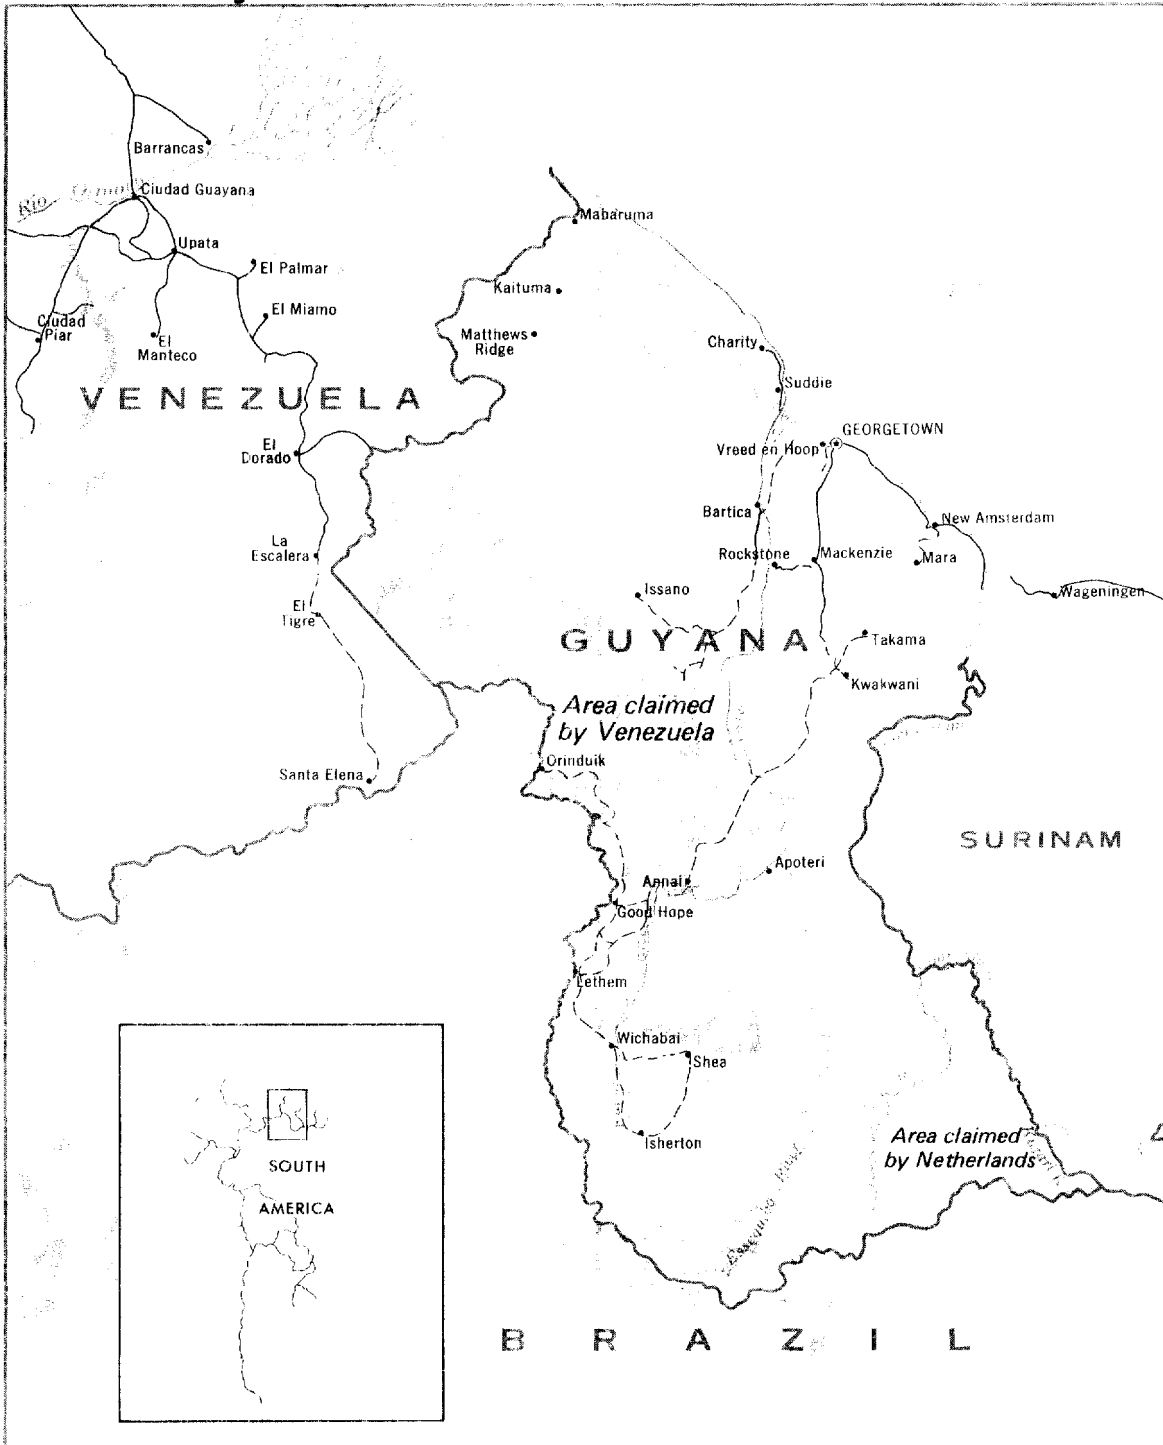 Barrancas
Río
Ciudad Guayana
Mabaruma
Upata
El Palmar
Kaituma
El Miamo
Ciudad
Piar
El
Manteco
Matthews
Ridge
Charity
Suddie
VENEZUELA
GEORGETOWN
El
Dorado
Vreed en Hoop
Bartica
New Amsterdam
La
Escalera
Rockstone
Mackenzie
Mara
Issano
Wageningen
El
Tigre
GUYANA
Takama
Kwakwani
Area claimed
by Venezuela
Orinduik
Santa Elena
SURINAM
Apoteri
Annai
Good Hope
Lethem
Wichabai
Shea
Isherton
Area claimed
by Netherlands
Essequibo River
SOUTH
AMERICA
BRAZIL